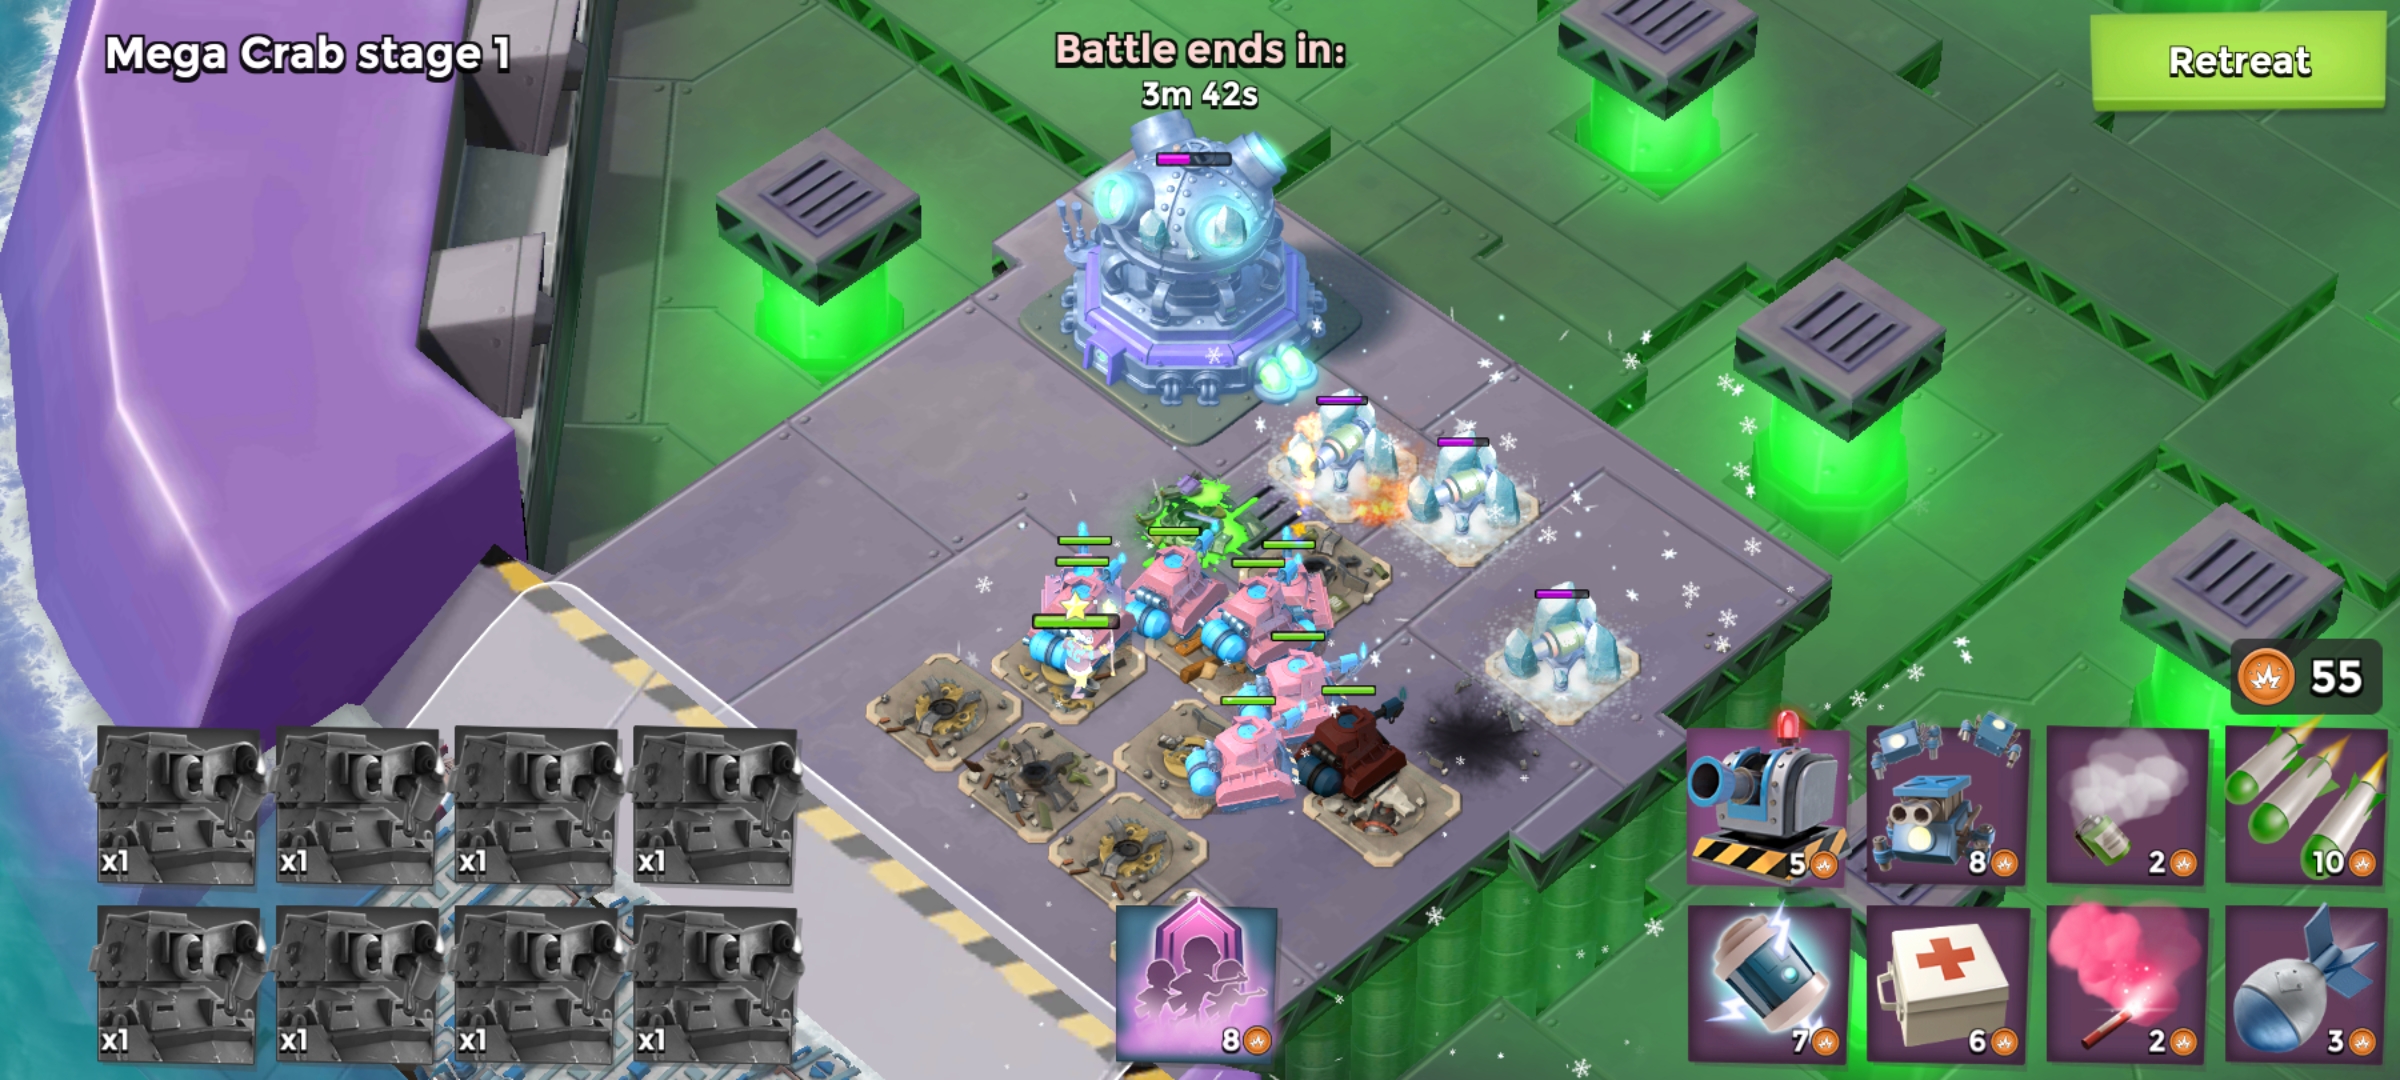 Mega Crab stage 1
Battle ends in:
3m 42s
Retreat
55
x1
x1
x1
x1
5
8
2
10
x1
x1
x1
x1
8
7
6
2
3